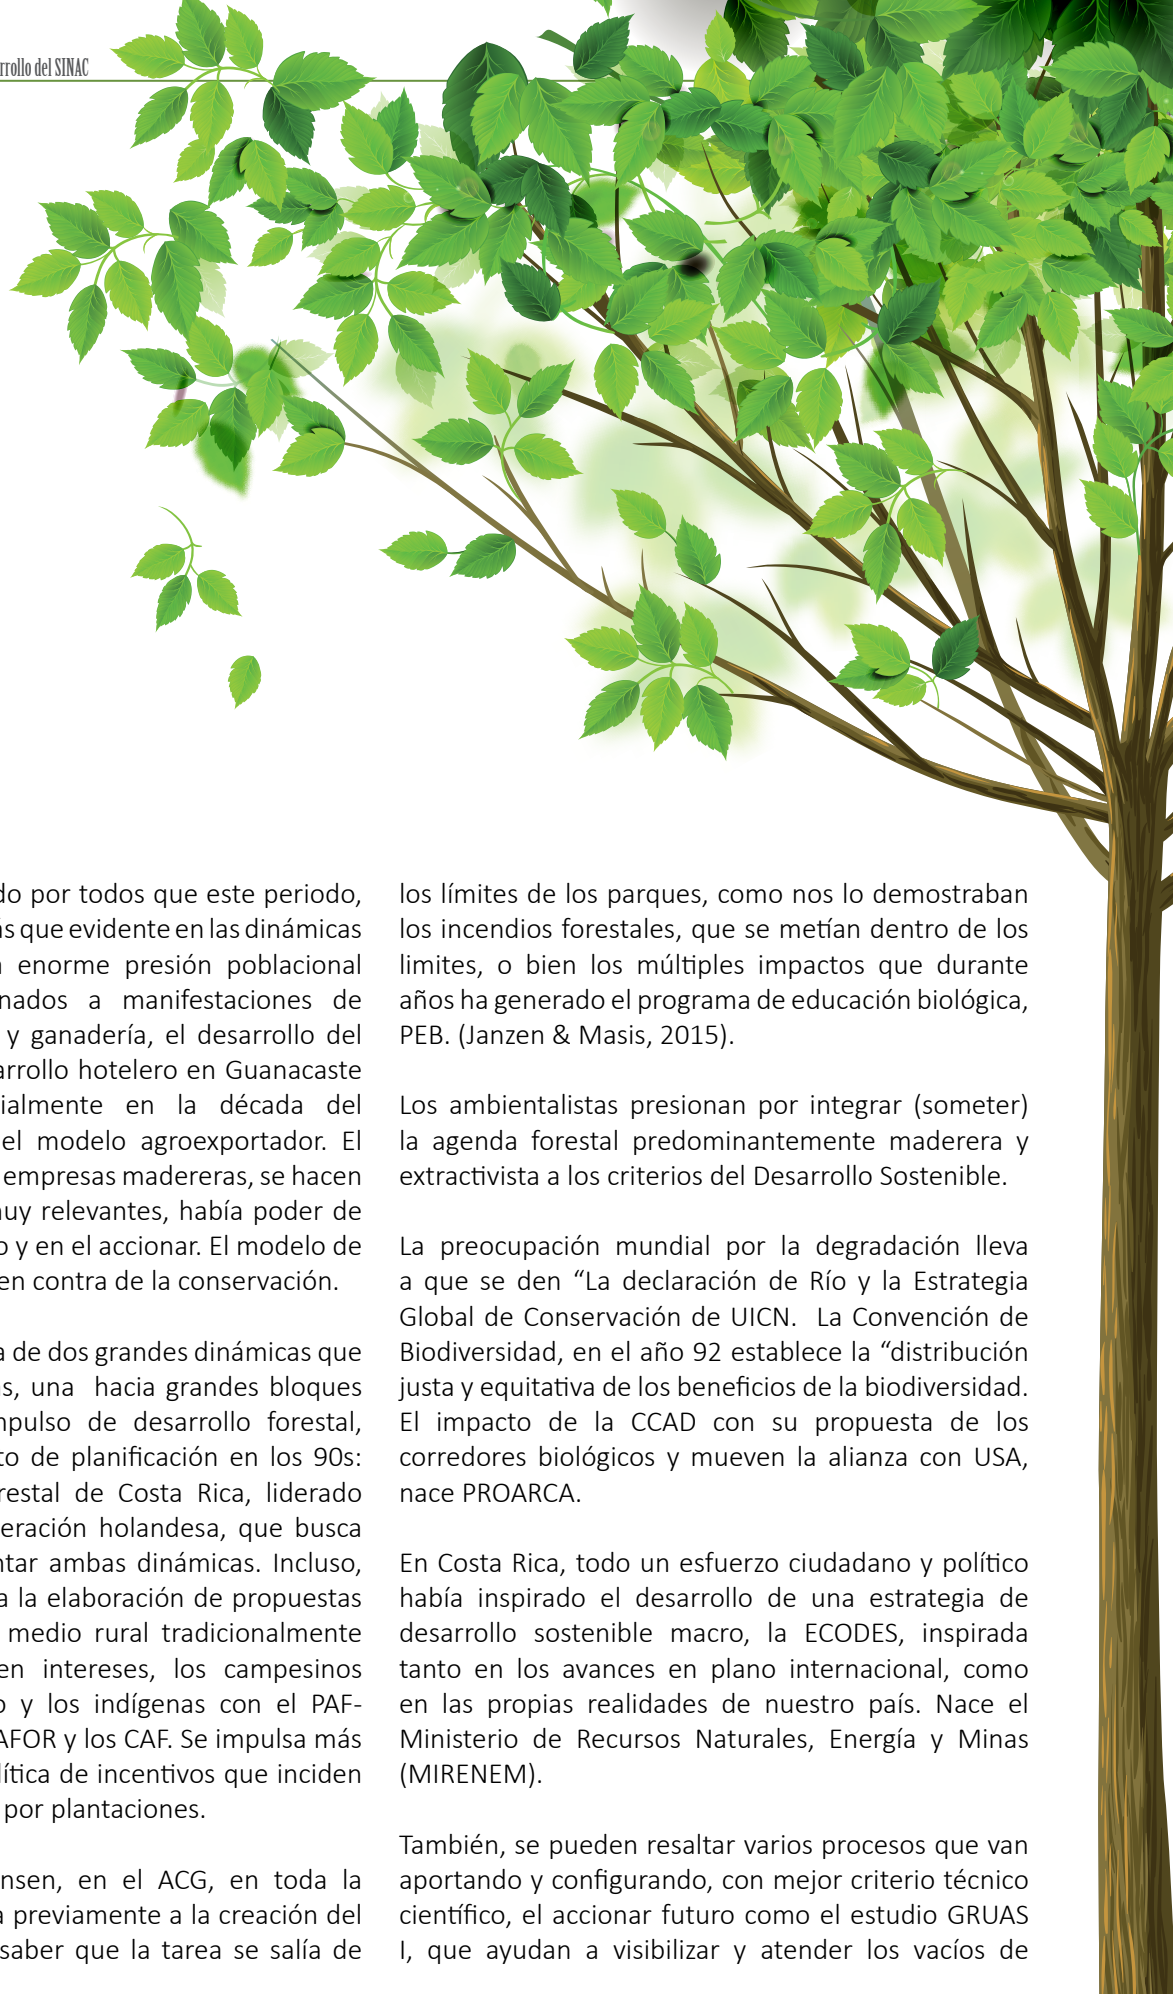 rrollo del SINAC
do por todos que este periodo,
ás que evidente en las dinámicas
enorme presión poblacional
nados a manifestaciones de
y ganadería, el desarrollo del
arrollo hotelero en Guanacaste
cialmente en la década del
el modelo agroexportador. El
empresas madereras, se hacen
muy relevantes, había poder de
o y en el accionar. El modelo de
en contra de la conservación.
a de dos grandes dinámicas que
s, una hacia grandes bloques
mpulso de desarrollo forestal,
to de planificación en los 90s:
restal de Costa Rica, liderado
eración holandesa, que busca
ntar ambas dinámicas. Incluso,
a la elaboración de propuestas
medio rural tradicionalmente
en intereses, los campesinos
o y los indígenas con el PAF-
AFOR y los CAF. Se impulsa más
lítica de incentivos que inciden
por plantaciones.
nsen, en el ACG, en toda la
a previamente a la creación del
saber que la tarea se salía de
los límites de los parques, como nos lo demostraban
los incendios forestales, que se metían dentro de los
limites, o bien los múltiples impactos que durante
años ha generado el programa de educación biológica,
PEB. (Janzen & Masis, 2015).
Los ambientalistas presionan por integrar (someter)
la agenda forestal predominantemente maderera y
extractivista a los criterios del Desarrollo Sostenible.
La preocupación mundial por la degradación lleva
a que se den “La declaración de Río y la Estrategia
Global de Conservación de UICN. La Convención de
Biodiversidad, en el año 92 establece la “distribución
justa y equitativa de los beneficios de la biodiversidad.
El impacto de la CCAD con su propuesta de los
corredores biológicos y mueven la alianza con USA,
nace PROARCA.
En Costa Rica, todo un esfuerzo ciudadano y político
había inspirado el desarrollo de una estrategia de
desarrollo sostenible macro, la ECODES, inspirada
tanto en los avances en plano internacional, como
en las propias realidades de nuestro país. Nace el
Ministerio de Recursos Naturales, Energía y Minas
(MIRENEM).
También, se pueden resaltar varios procesos que van
aportando y configurando, con mejor criterio técnico
científico, el accionar futuro como el estudio GRUAS
I, que ayudan a visibilizar y atender los vacíos de